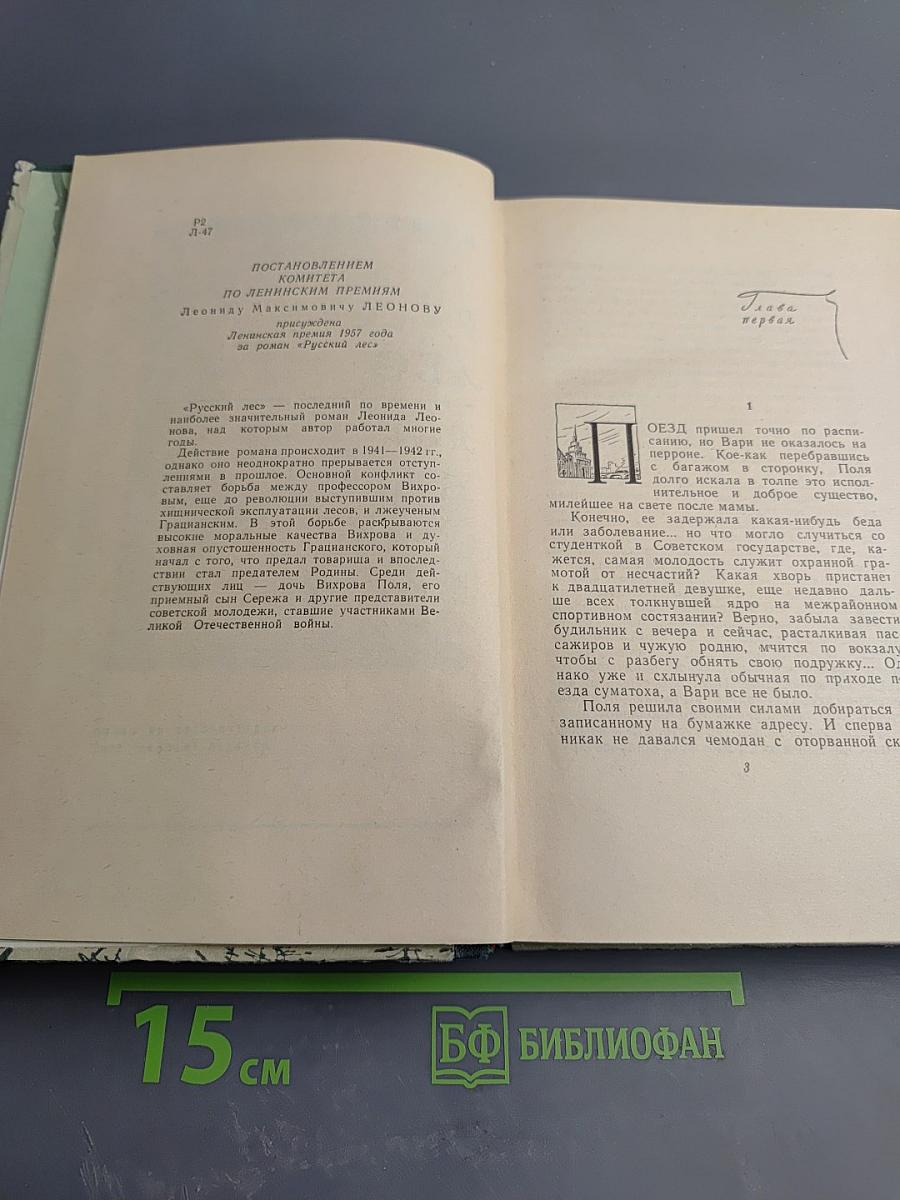 Р2
Л-47
ПОСТАНОВЛЕНИЕМ
КОМИТЕТА
ПО ЛЕНИНСКИМ ПРЕМИЯМ
Леониду Максимовичу ЛЕОНОВУ
присуждена
Ленинская премия 1957 года
за роман «Русский лес»
«Русский лес» — последний по времени и
наиболее значительный роман Леонида Лео-
нова, над которым автор работал многие
годы.
Действие романа происходит в 1941—1942 гг.,
однако оно неоднократно прерывается отступ-
лениями в прошлое. Основной конфликт со-
ставляет борьба между профессором Вихро-
вым, еще до революции выступившим против
хищнической эксплуатации лесов, и лжеученым
Грацианским. В этой борьбе раскрываются
высокие моральные качества Вихрова и ду-
ховная опустошенность Грацианского, который
начал с того, что предал товарища и впослед-
ствии стал предателем Родины. Среди дей-
ствующих лиц — дочь Вихрова Поля, его
приемный сын Сережа и другие представители
советской молодежи, ставшие участниками Ве-
ликой Отечественной войны.
Глава
первая
1
ПОЕЗД пришел точно по распи-
санию, но Вари не оказалось на
перроне. Кое-как перебравшись
с багажом в сторонку, Поля
долго искала в толпе это испол-
нительное и доброе существо,
милейшее на свете после мамы.
Конечно, ее задержала какая-нибудь беда
или заболевание... но что могло случиться со
студенткой в Советском государстве, где, ка-
жется, самая молодость служит охранной гра-
мотой от несчастий? Какая хворь пристанет
к двадцатилетней девушке, еще недавно даль-
ше всех толкнувшей ядро на межрайонном
спортивном состязании? Верно, забыла завести
будильник с вечера и сейчас, расталкивая пас-
сажиров и чужую родню, мчится по вокзалу,
чтобы с разбегу обнять свою подружку... Од-
нако уже и схлынула обычная по приходе по-
езда суматоха, а Вари все не было.
Поля решила своими силами добираться
записанному на бумажке адресу. И сперва
никак не давался чемодан с оторванной ск
3
15 см
БФ БИБЛИОФАН